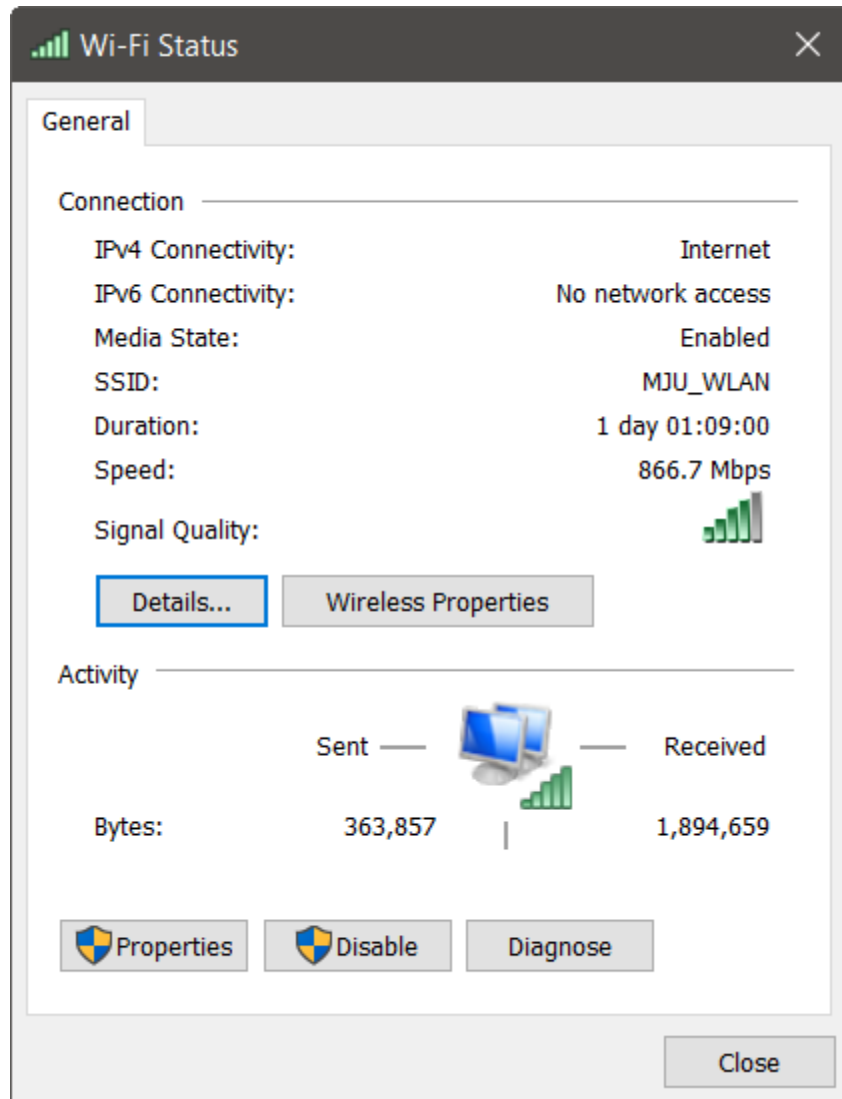 Wi-Fi Status
General
Connection
IPv4 Connectivity: Internet
IPv6 Connectivity: No network access
Media State: Enabled
SSID: MJU_WLAN
Duration: 1 day 01:09:00
Speed: 866.7 Mbps
Signal Quality:
Details... Wireless Properties
Activity
Sent Received
Bytes: 363,857 1,894,659
Properties Disable Diagnose
Close